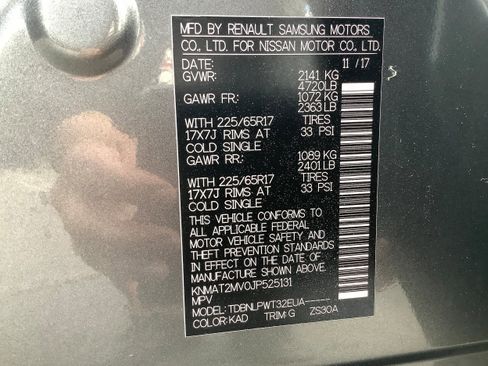 MFD BY RENAULT SAMSUNG MOTORS
CO., LTD. FOR NISSAN MOTOR CO., LTD.
DATE: 11 / 17
GVWR: 2141 KG
4720LB
GAWR FR: 1072 KG
2363LB
WITH 225/65R17 TIRES
17X7J RIMS AT 33 PSI
COLD SINGLE
GAWR RR: 1089 KG
2401LB
WITH 225/65R17 TIRES
17X7J RIMS AT 33 PSI
COLD SINGLE
THIS VEHICLE CONFORMS TO
ALL APPLICABLE FEDERAL
MOTOR VEHICLE SAFETY AND
THEFT PREVENTION STANDARDS
IN EFFECT ON THE DATE OF
MANUFACTURE SHOWN ABOVE.
KNMAT2MV0JP525131
MPV
MODEL: TDBNLPWT32EUA-----
COLOR:KAD TRIM:G ZS30A